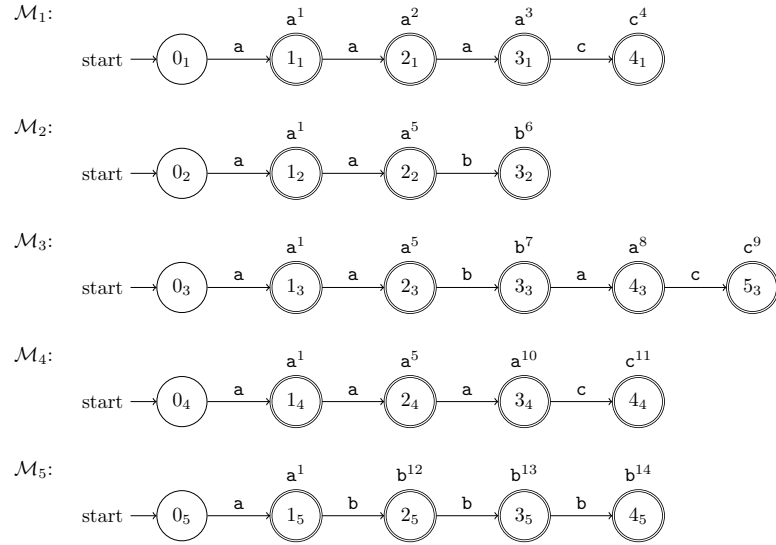 ℳ₁: a¹ a² a³ c⁴
start 0₁ a 1₁ a 2₁ a 3₁ c 4₁
ℳ₂: a¹ a⁵ b⁶
start 0₂ a 1₂ a 2₂ b 3₂
ℳ₃: a¹ a⁵ b⁷ a⁸ c⁹
start 0₃ a 1₃ a 2₃ b 3₃ a 4₃ c 5₃
ℳ₄: a¹ a⁵ a¹⁰ c¹¹
start 0₄ a 1₄ a 2₄ a 3₄ c 4₄
ℳ₅: a¹ b¹² b¹³ b¹⁴
start 0₅ a 1₅ b 2₅ b 3₅ b 4₅